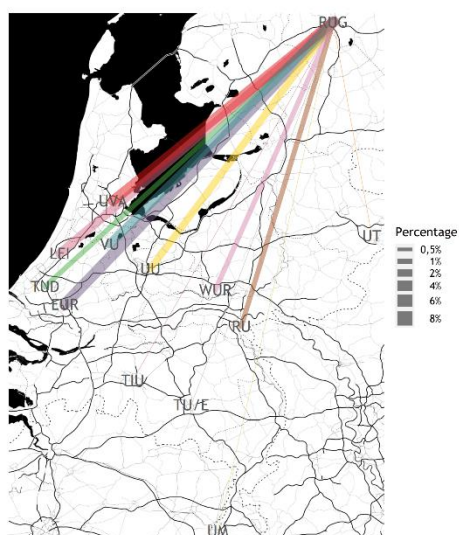 RUG
UVA
UT
VU
LEI
UU
TUD
WUR
EUR
RU
TIU
TU/E
UM
Percentage
0,5%
1%
2%
4%
6%
8%